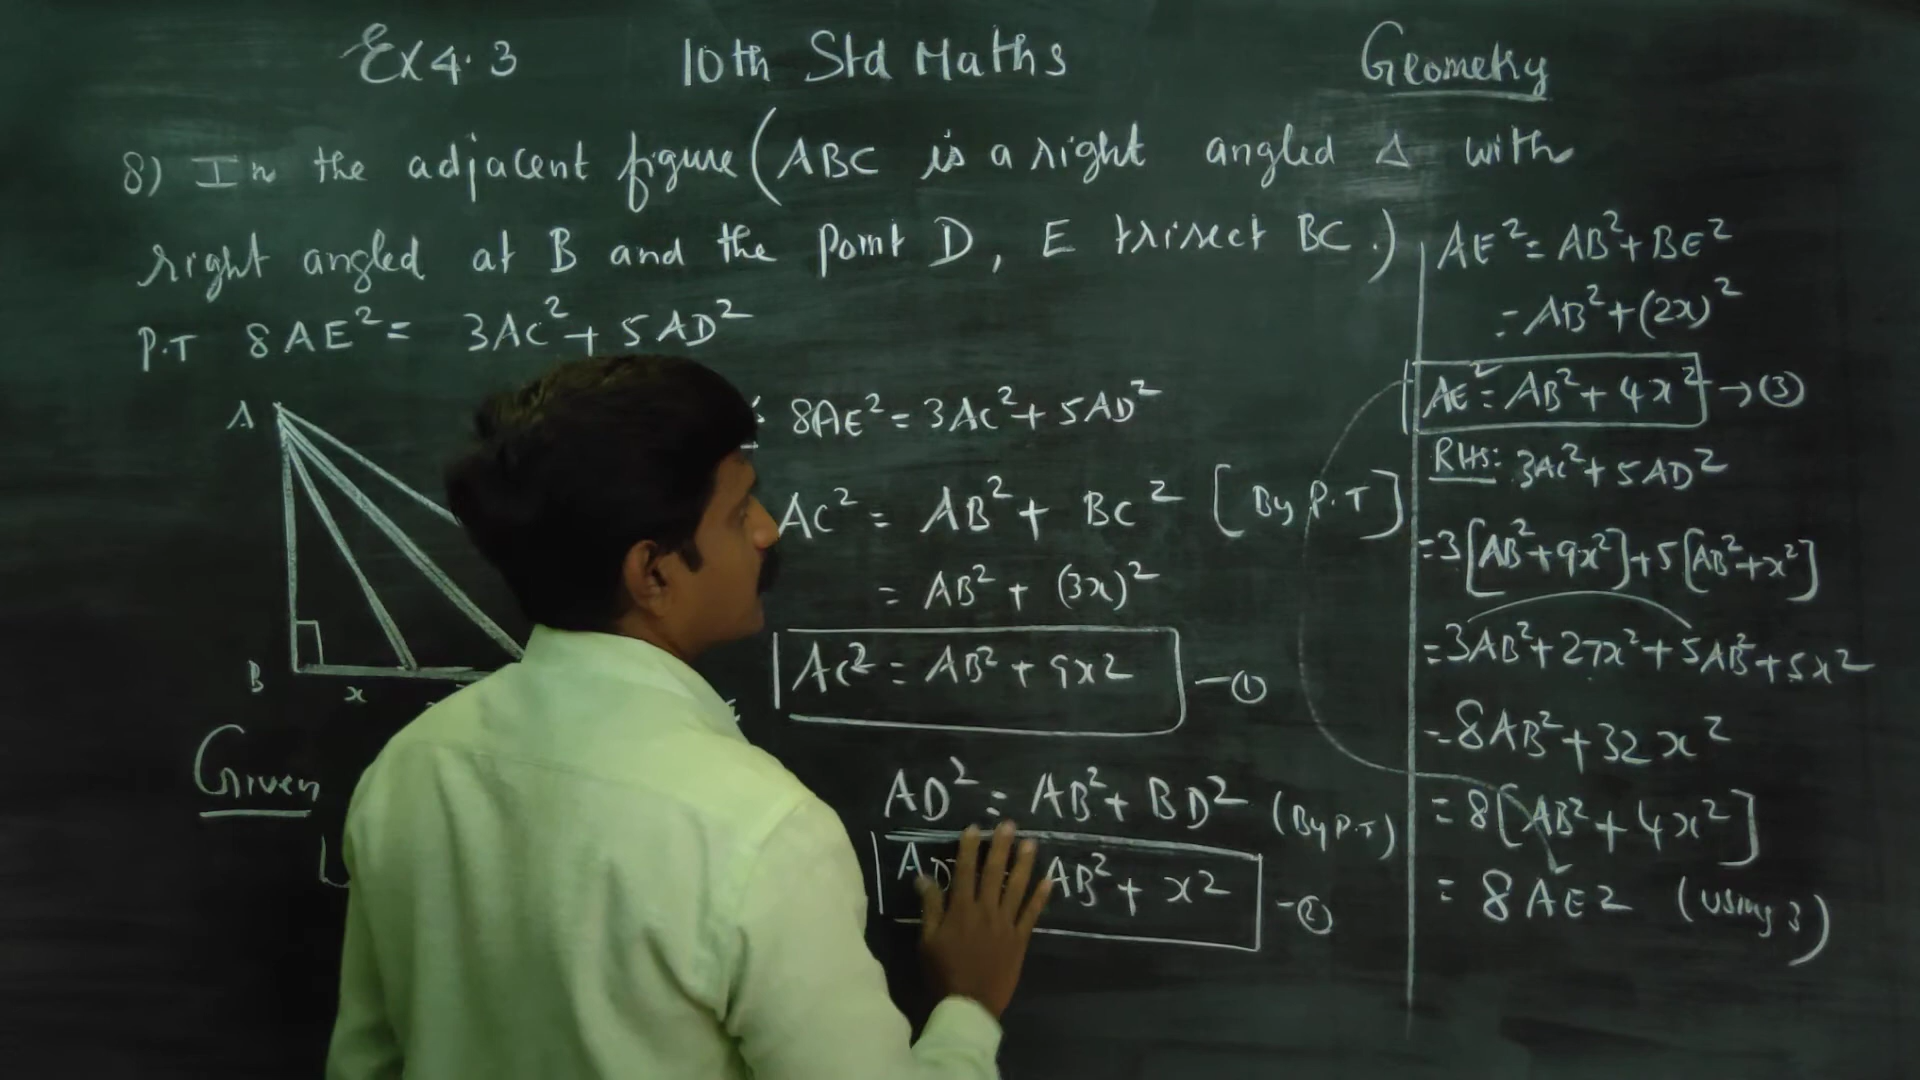 Ex 4.3 10th Std Maths Geometry
8) In the adjacent figure (ABC is a right angled △ with
right angled at B and the point D, E trisect BC.)
P.T 8AE² = 3AC² + 5AD²
A
B
x
Given
8AE² = 3AC² + 5AD²
AC² = AB² + BC² [By P.T]
= AB² + (3x)²
AC² = AB² + 9x² -①
AD² = AB² + BD² (By P.T)
AB² + x² -②
AE² = AB² + BE²
= AB² + (2x)²
AE² = AB² + 4x² → ③
RHS: 3AC² + 5AD²
= 3[AB² + 9x²] + 5[AB² + x²]
= 3AB² + 27x² + 5AB² + 5x²
= 8AB² + 32x²
= 8[AB² + 4x²]
= 8AE2 (using 3)